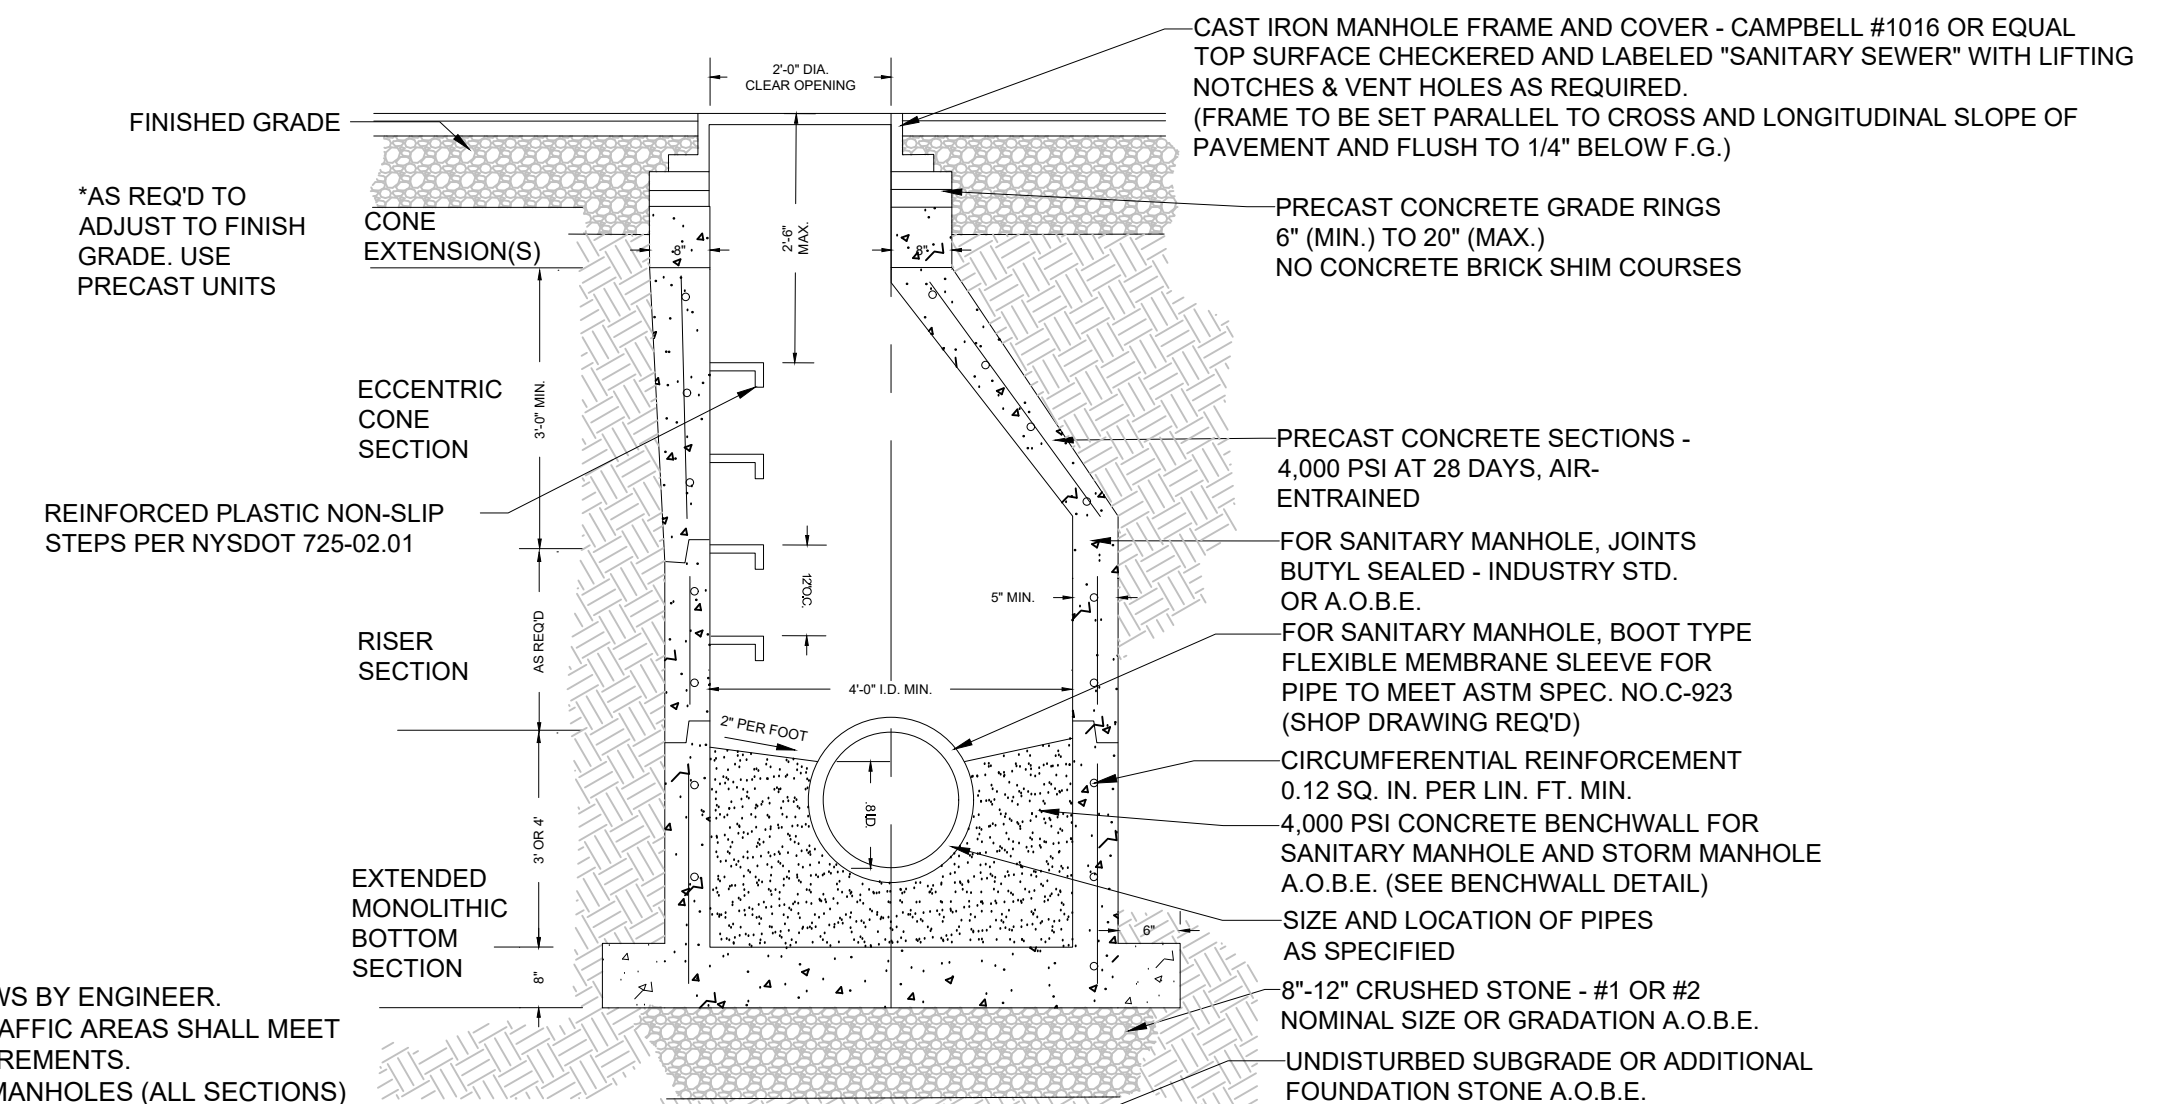 2'-0" DIA.
CLEAR OPENING
CAST IRON MANHOLE FRAME AND COVER - CAMPBELL #1016 OR EQUAL
TOP SURFACE CHECKERED AND LABELED "SANITARY SEWER" WITH LIFTING
NOTCHES & VENT HOLES AS REQUIRED.
(FRAME TO BE SET PARALLEL TO CROSS AND LONGITUDINAL SLOPE OF
PAVEMENT AND FLUSH TO 1/4" BELOW F.G.)
FINISHED GRADE
*AS REQ'D TO
ADJUST TO FINISH
GRADE. USE
PRECAST UNITS
CONE
EXTENSION(S)
8"
2'-6"
MAX.
8"
PRECAST CONCRETE GRADE RINGS
6" (MIN.) TO 20" (MAX.)
NO CONCRETE BRICK SHIM COURSES
ECCENTRIC
CONE
SECTION
3'-0" MIN.
PRECAST CONCRETE SECTIONS -
4,000 PSI AT 28 DAYS, AIR-
ENTRAINED
REINFORCED PLASTIC NON-SLIP
STEPS PER NYSDOT 725-02.01
FOR SANITARY MANHOLE, JOINTS
BUTYL SEALED - INDUSTRY STD.
OR A.O.B.E.
12"O.C.
5" MIN.
RISER
SECTION
AS REQ'D
FOR SANITARY MANHOLE, BOOT TYPE
FLEXIBLE MEMBRANE SLEEVE FOR
PIPE TO MEET ASTM SPEC. NO.C-923
(SHOP DRAWING REQ'D)
4'-0" I.D. MIN.
2" PER FOOT
CIRCUMFERENTIAL REINFORCEMENT
0.12 SQ. IN. PER LIN. FT. MIN.
.8 I.D.
3' OR 4'
4,000 PSI CONCRETE BENCHWALL FOR
SANITARY MANHOLE AND STORM MANHOLE
A.O.B.E. (SEE BENCHWALL DETAIL)
EXTENDED
MONOLITHIC
BOTTOM
SECTION
8"
6"
SIZE AND LOCATION OF PIPES
AS SPECIFIED
8"-12" CRUSHED STONE - #1 OR #2
NOMINAL SIZE OR GRADATION A.O.B.E.
UNDISTURBED SUBGRADE OR ADDITIONAL
FOUNDATION STONE A.O.B.E.
WS BY ENGINEER.
AFFIC AREAS SHALL MEET
REMENTS.
MANHOLES (ALL SECTIONS)